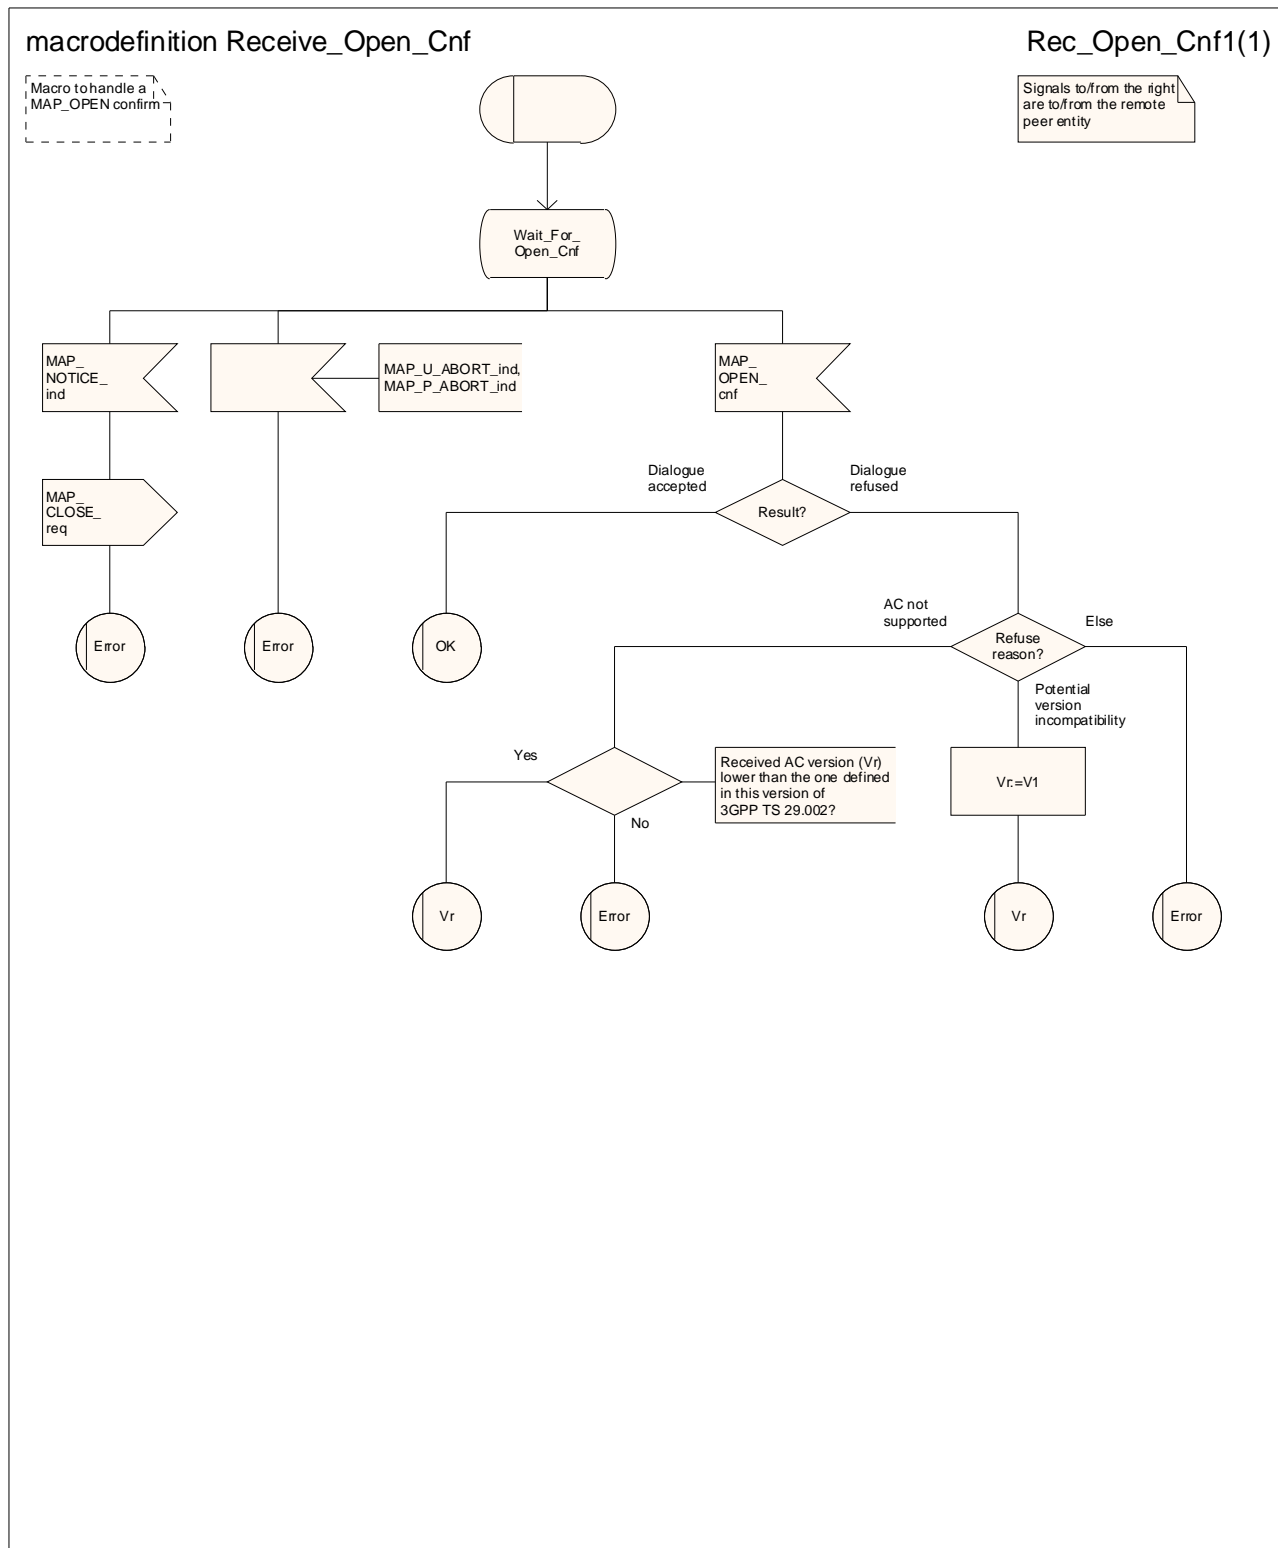 macrodefinition Receive_Open_Cnf
Rec_Open_Cnf1(1)
Macro to handle a
MAP_OPEN confirm
Signals to/from the right
are to/from the remote
peer entity
Wait_For_
Open_Cnf
MAP_
NOTICE_
ind
MAP_U_ABORT_ind,
MAP_P_ABORT_ind
MAP_
OPEN_
cnf
MAP_
CLOSE_
req
Dialogue
accepted
Dialogue
refused
Result?
Error
Error
OK
AC not
supported
Else
Refuse
reason?
Potential
version
incompatibility
Yes
Received AC version (Vr)
lower than the one defined
in this version of
3GPP TS 29.002?
No
Vr:=V1
Vr
Error
Vr
Error